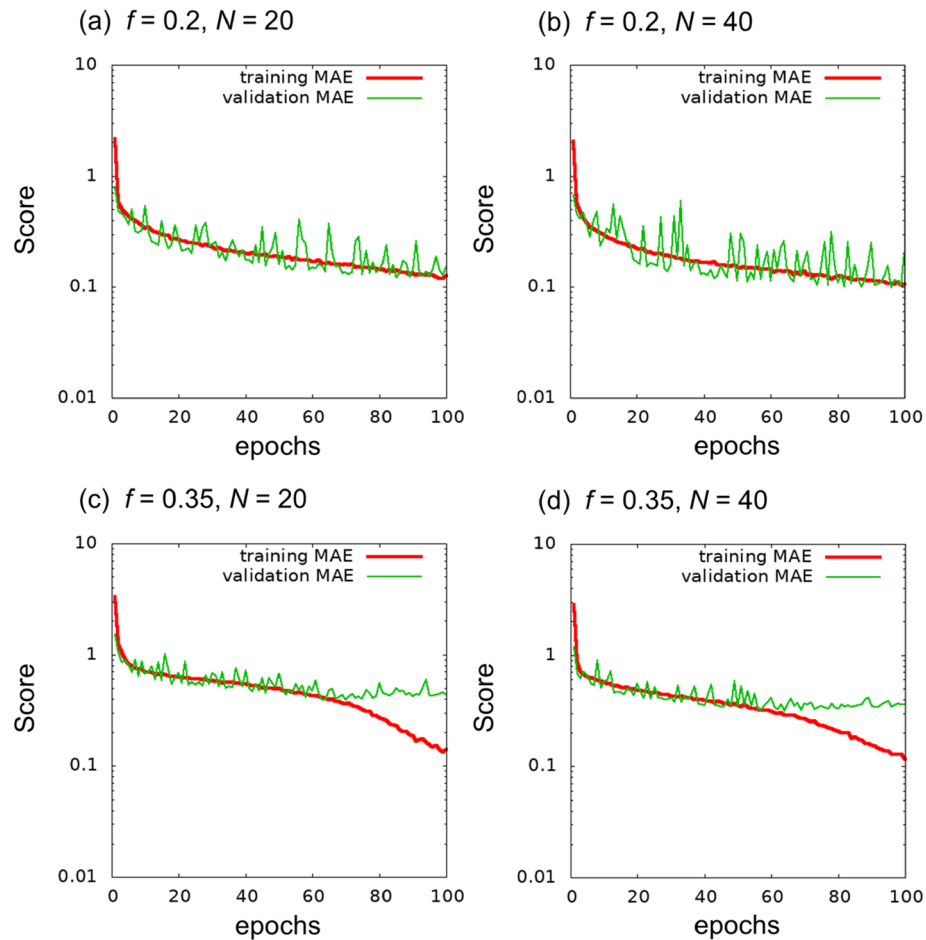 (a) f = 0.2, N = 20
10
1
0.1
0.01
Score
training MAE
validation MAE
0 20 40 60 80 100
epochs
(b) f = 0.2, N = 40
10
1
0.1
0.01
Score
training MAE
validation MAE
0 20 40 60 80 100
epochs
(c) f = 0.35, N = 20
10
1
0.1
0.01
Score
training MAE
validation MAE
0 20 40 60 80 100
epochs
(d) f = 0.35, N = 40
10
1
0.1
0.01
Score
training MAE
validation MAE
0 20 40 60 80 100
epochs